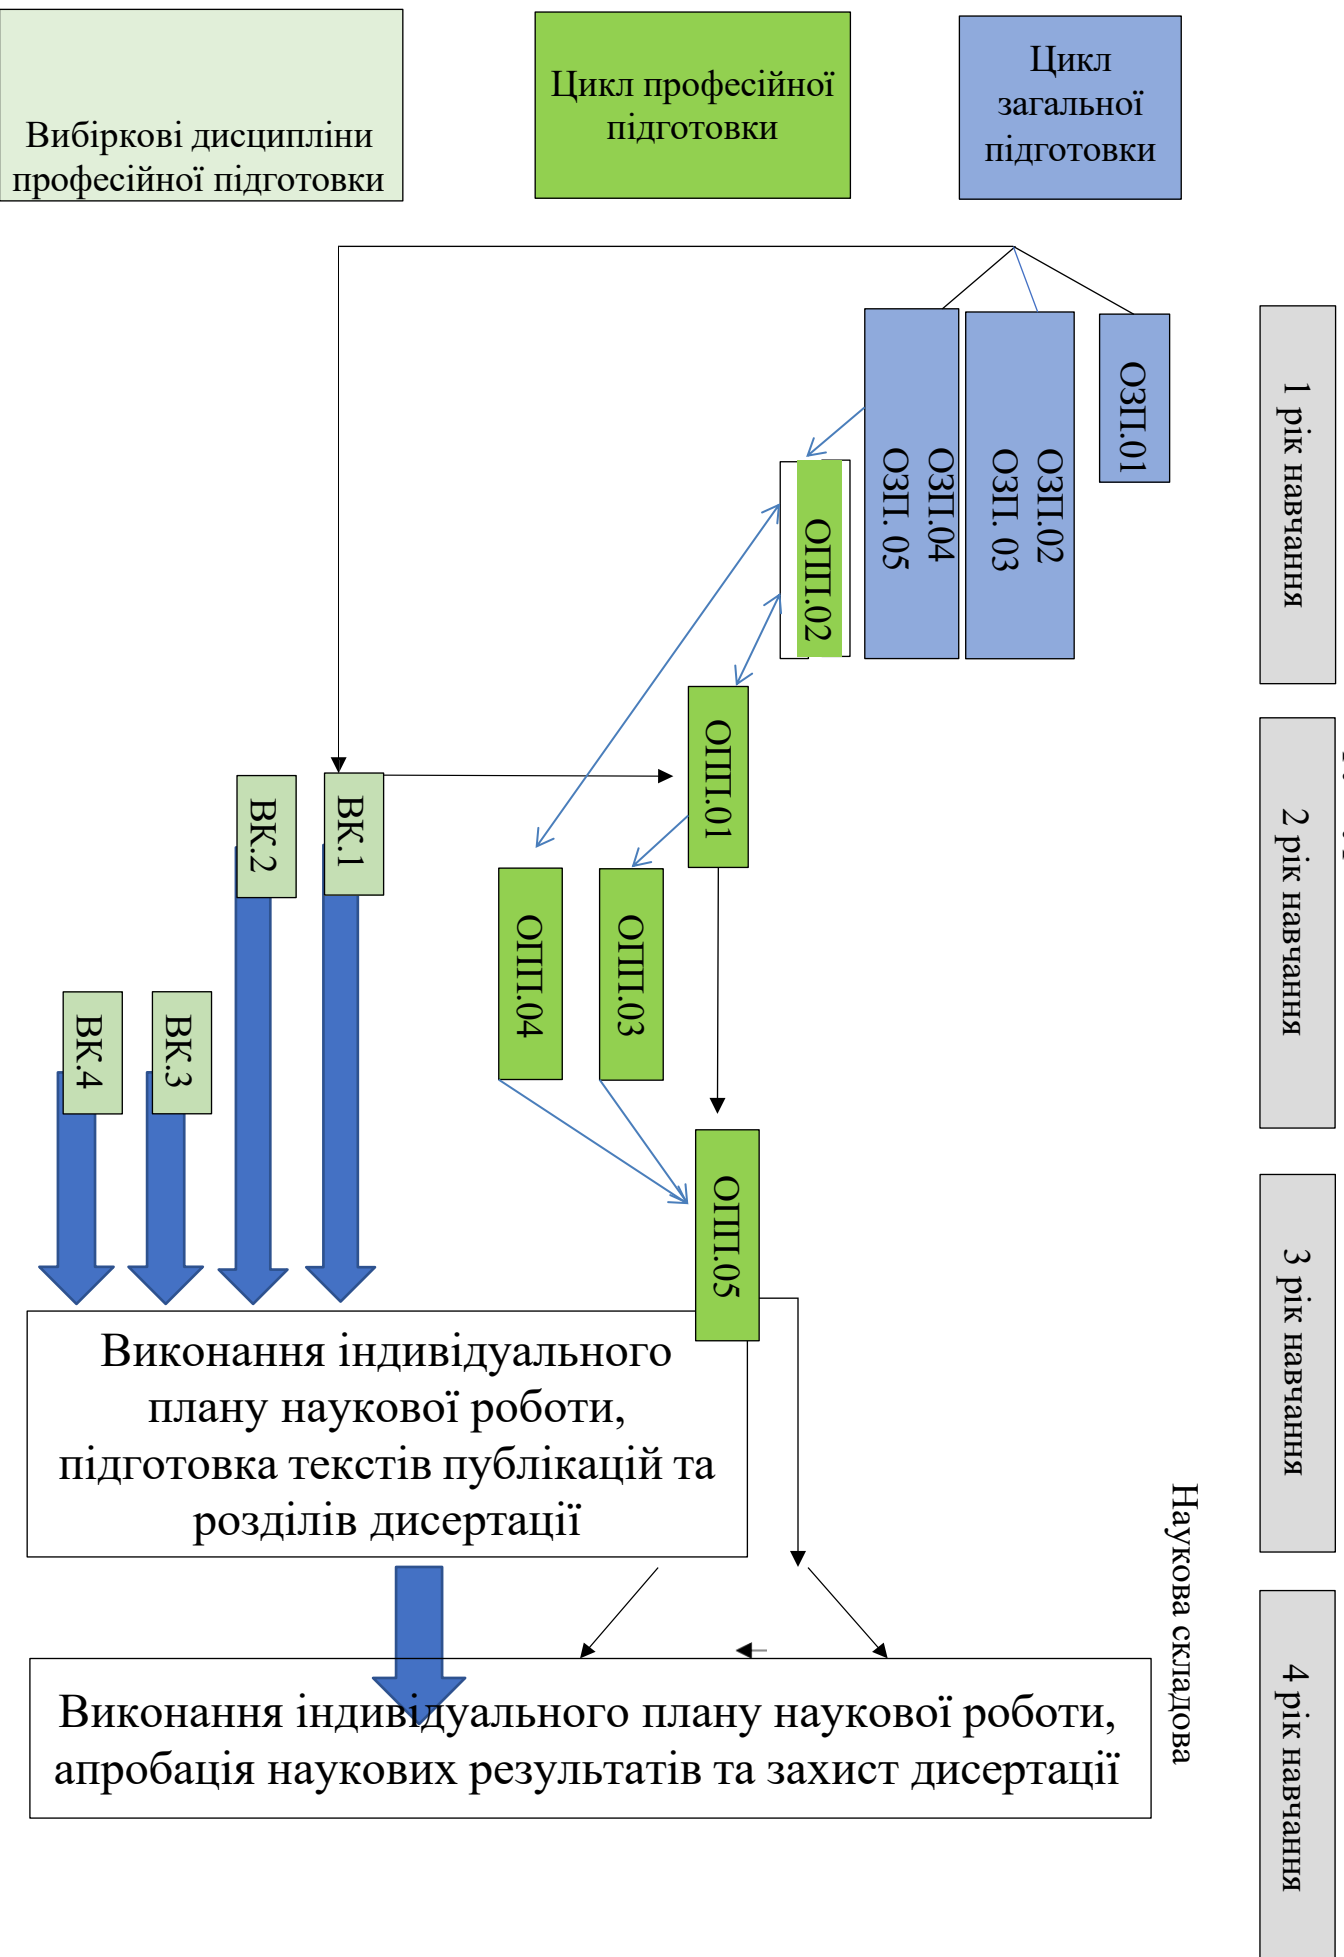 Вибіркові дисципліни
професійної підготовки
Цикл професійної
підготовки
Цикл
загальної
підготовки
ОЗП.01
ОЗП.02
ОЗП. 03
ОЗП.04
ОЗП. 05
ОПП.02
1 рік навчання
ОПП.01
ВК.1
ВК.2
ОПП.03
ОПП.04
2 рік навчання
ВК.3
ВК.4
ОПП.05
3 рік навчання
Виконання індивідуального
плану наукової роботи,
підготовка текстів публікацій та
розділів дисертації
Наукова складова
Виконання індивідуального плану наукової роботи,
апробація наукових результатів та захист дисертації
4 рік навчання